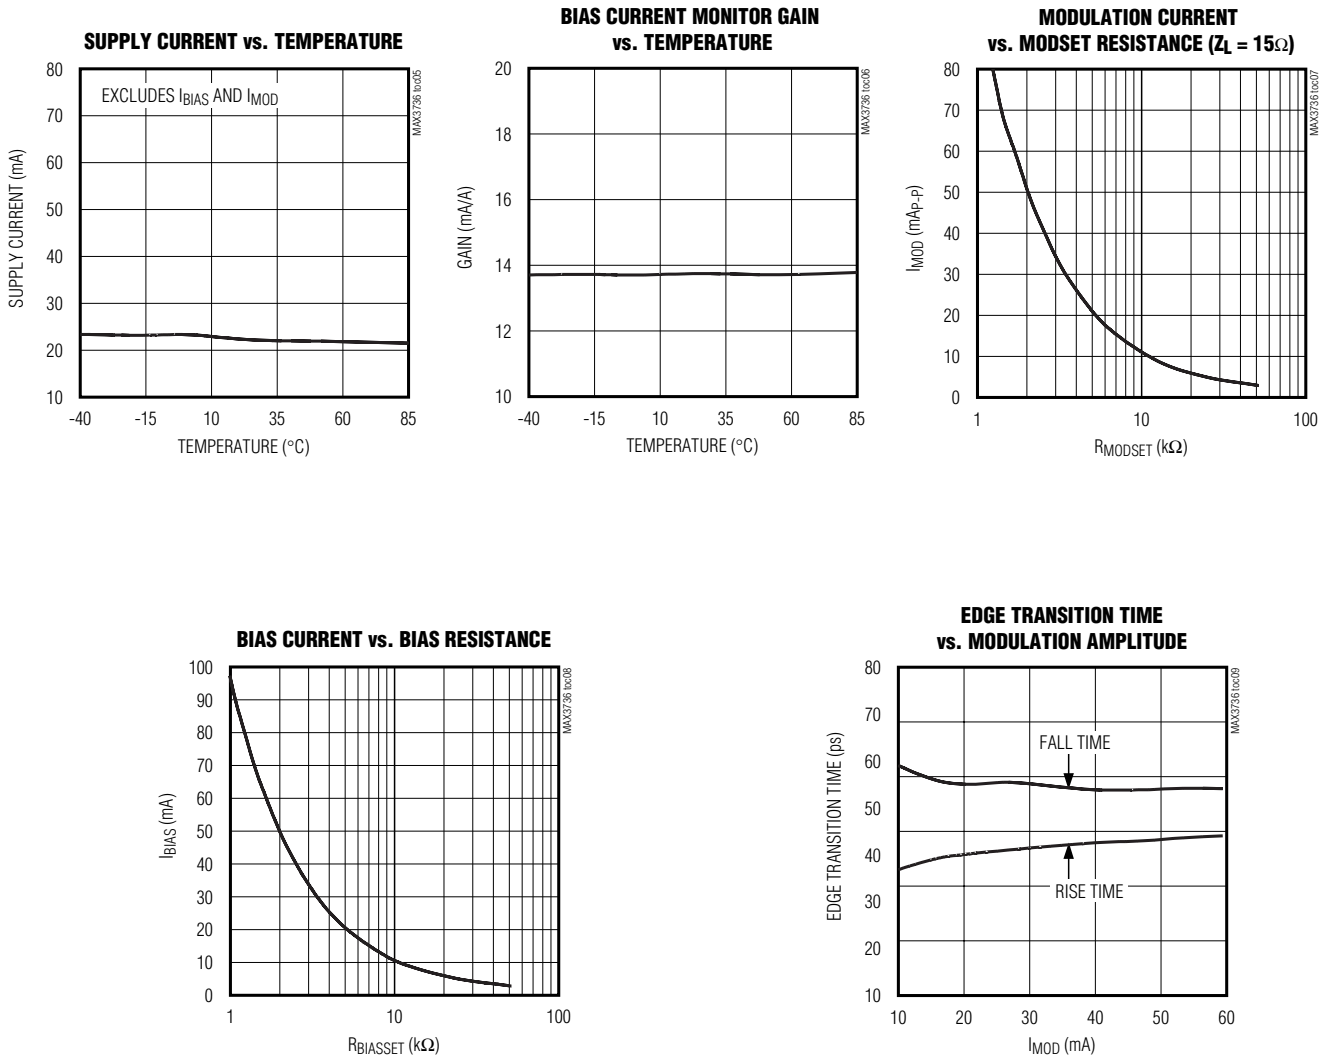 SUPPLY CURRENT vs. TEMPERATURE
EXCLUDES IBIAS AND IMOD
MAX3736 toc05
SUPPLY CURRENT (mA)
80
70
60
50
40
30
20
10
-40 -15 10 35 60 85
TEMPERATURE (°C)
BIAS CURRENT MONITOR GAIN
vs. TEMPERATURE
MAX3736 toc06
GAIN (mA/A)
20
18
16
14
12
10
-40 -15 10 35 60 85
TEMPERATURE (°C)
MODULATION CURRENT
vs. MODSET RESISTANCE (ZL = 15Ω)
MAX3736 toc07
IMOD (mAP-P)
80
70
60
50
40
30
20
10
0
1 10 100
RMODSET (kΩ)
BIAS CURRENT vs. BIAS RESISTANCE
MAX3736 toc08
IBIAS (mA)
100
90
80
70
60
50
40
30
20
10
0
1 10 100
RBIASSET (kΩ)
EDGE TRANSITION TIME
vs. MODULATION AMPLITUDE
MAX3736 toc09
EDGE TRANSITION TIME (ps)
80
70
60
50
40
30
20
10
FALL TIME
RISE TIME
10 20 30 40 50 60
IMOD (mA)